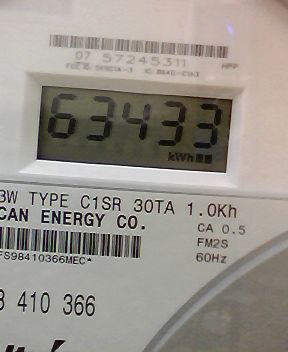 07 57245311
63433
kWh
3W TYPE C1SR 30TA 1.0Kh
CAN ENERGY CO.
CA 0.5
FM2S
FS98410366MEC*
60Hz
3 410 366